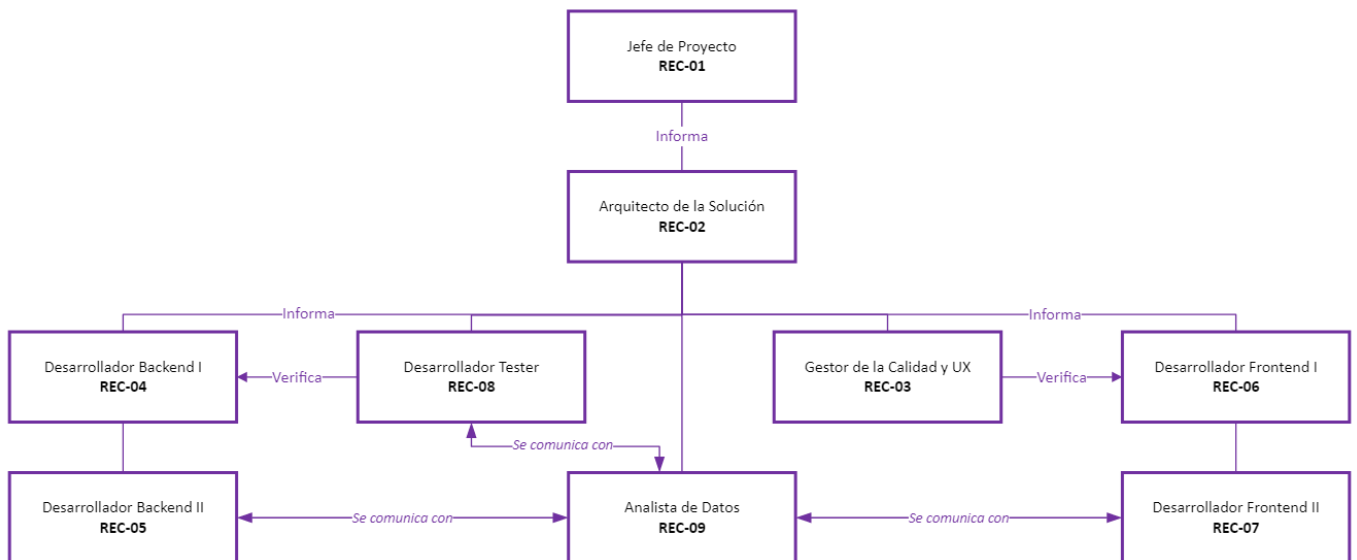 Jefe de Proyecto
REC-01
Informa
Arquitecto de la Solución
REC-02
Informa
Informa
Desarrollador Backend I
REC-04
Verifica
Desarrollador Tester
REC-08
Gestor de la Calidad y UX
REC-03
Verifica
Desarrollador Frontend I
REC-06
Se comunica con
Desarrollador Backend II
REC-05
Se comunica con
Analista de Datos
REC-09
Se comunica con
Desarrollador Frontend II
REC-07